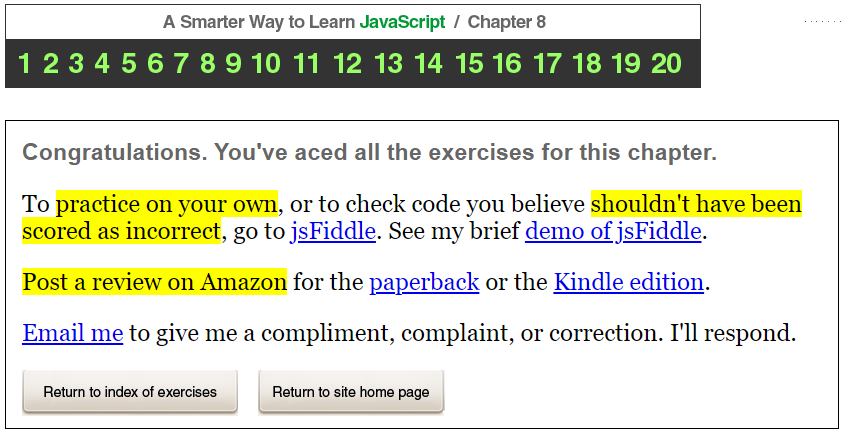 A Smarter Way to Learn JavaScript / Chapter 8
1 2 3 4 5 6 7 8 9 10 11 12 13 14 15 16 17 18 19 20
Congratulations. You've aced all the exercises for this chapter.
To practice on your own, or to check code you believe shouldn't have been
scored as incorrect, go to jsFiddle. See my brief demo of jsFiddle.
Post a review on Amazon for the paperback or the Kindle edition.
Email me to give me a compliment, complaint, or correction. I'll respond.
Return to index of exercises Return to site home page